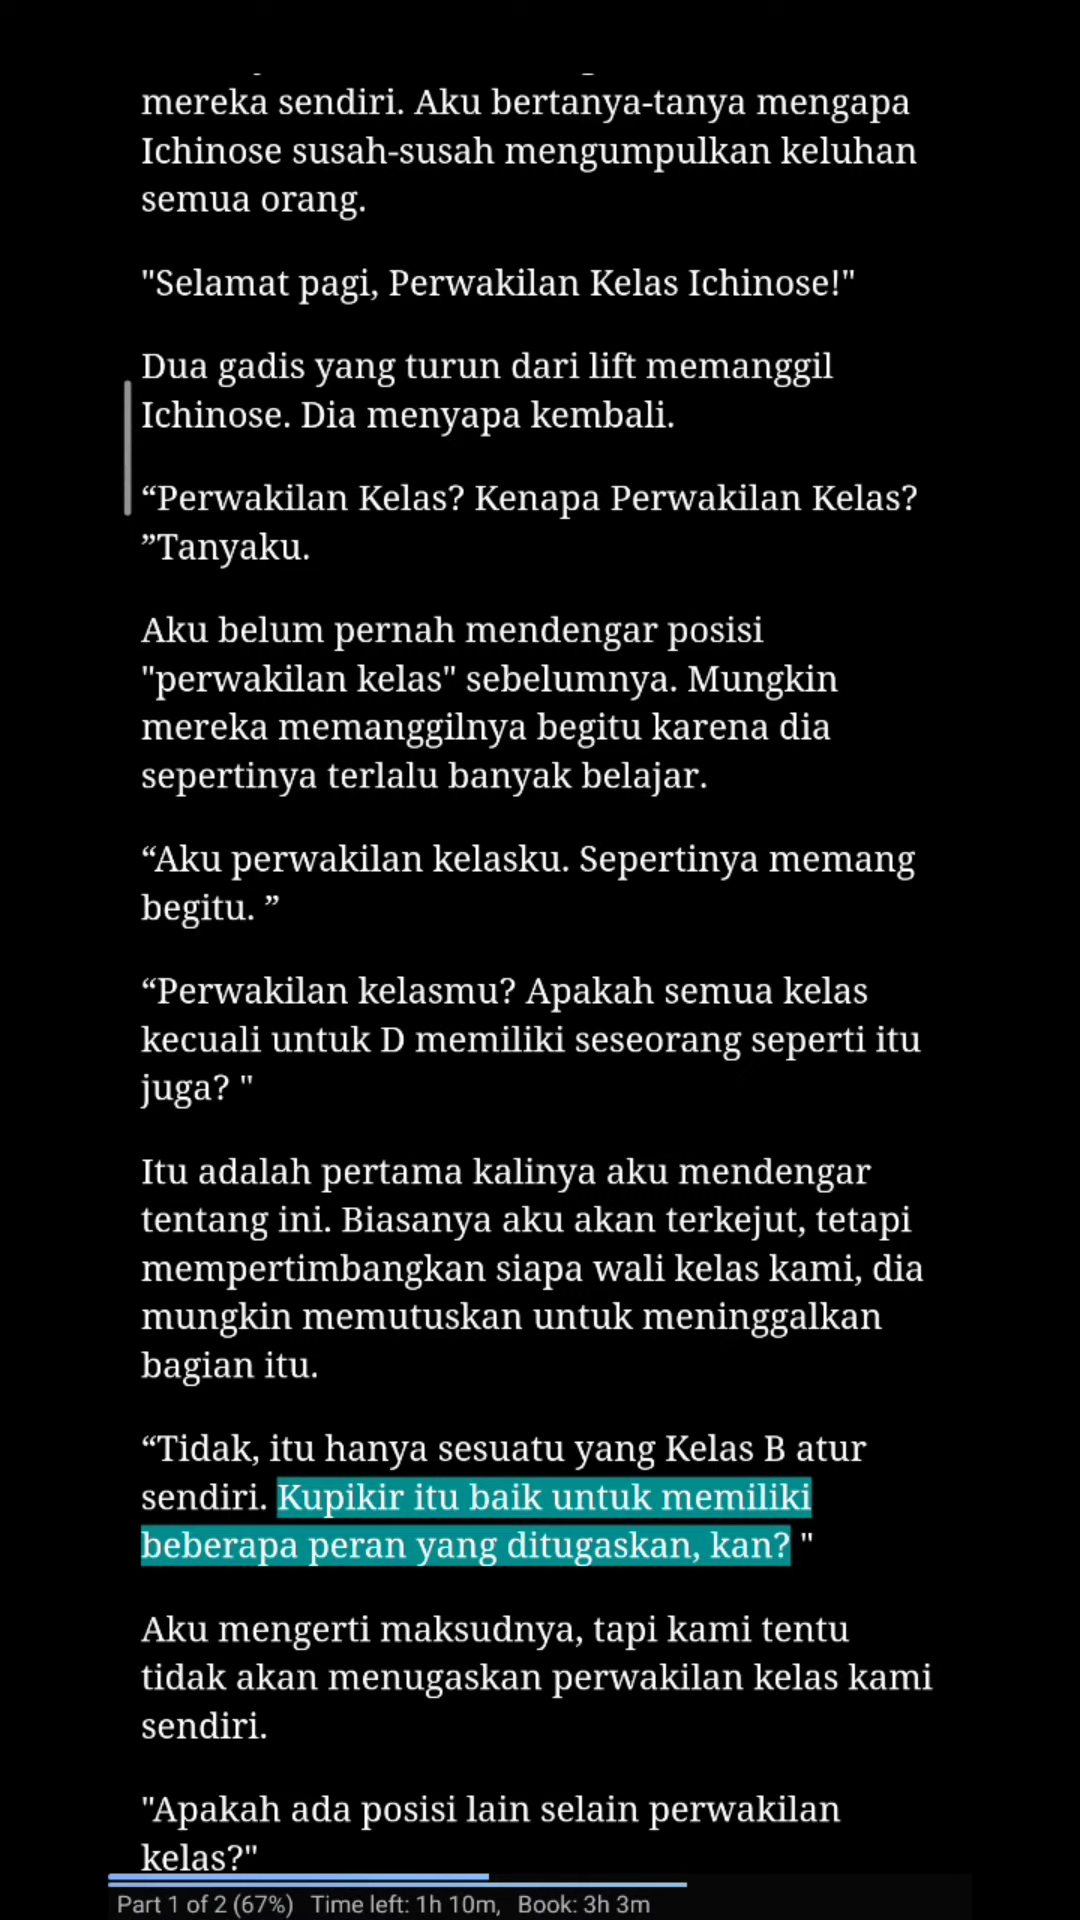 mereka sendiri. Aku bertanya-tanya mengapa
Ichinose susah-susah mengumpulkan keluhan
semua orang.
"Selamat pagi, Perwakilan Kelas Ichinose!"
Dua gadis yang turun dari lift memanggil
Ichinose. Dia menyapa kembali.
“Perwakilan Kelas? Kenapa Perwakilan Kelas?
”Tanyaku.
Aku belum pernah mendengar posisi
"perwakilan kelas" sebelumnya. Mungkin
mereka memanggilnya begitu karena dia
sepertinya terlalu banyak belajar.
“Aku perwakilan kelasku. Sepertinya memang
begitu. ”
“Perwakilan kelasmu? Apakah semua kelas
kecuali untuk D memiliki seseorang seperti itu
juga? "
Itu adalah pertama kalinya aku mendengar
tentang ini. Biasanya aku akan terkejut, tetapi
mempertimbangkan siapa wali kelas kami, dia
mungkin memutuskan untuk meninggalkan
bagian itu.
“Tidak, itu hanya sesuatu yang Kelas B atur
sendiri. Kupikir itu baik untuk memiliki
beberapa peran yang ditugaskan, kan? "
Aku mengerti maksudnya, tapi kami tentu
tidak akan menugaskan perwakilan kelas kami
sendiri.
"Apakah ada posisi lain selain perwakilan
kelas?"
Part 1 of 2 (67%) Time left: 1h 10m, Book: 3h 3m